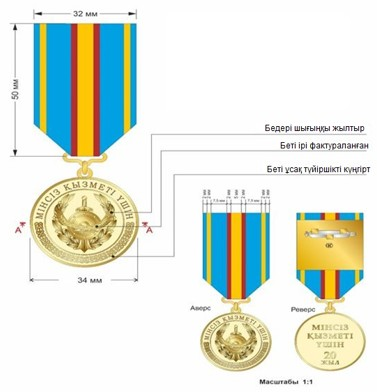 32 мм
50 мм
Бедері шығыңқы жылтыр
Беті ірі фактураланған
Беті ұсақ түйіршікті күңгірт
МІНСІЗ ҚЫЗМЕТІ ҮШІН
А
А
34 мм
Аверс
Реверс
МІНСІЗ ҚЫЗМЕТІ ҮШІН
МІНСІЗ
ҚЫЗМЕТІ
ҮШІН
20
ЖЫЛ
Масштабы 1:1